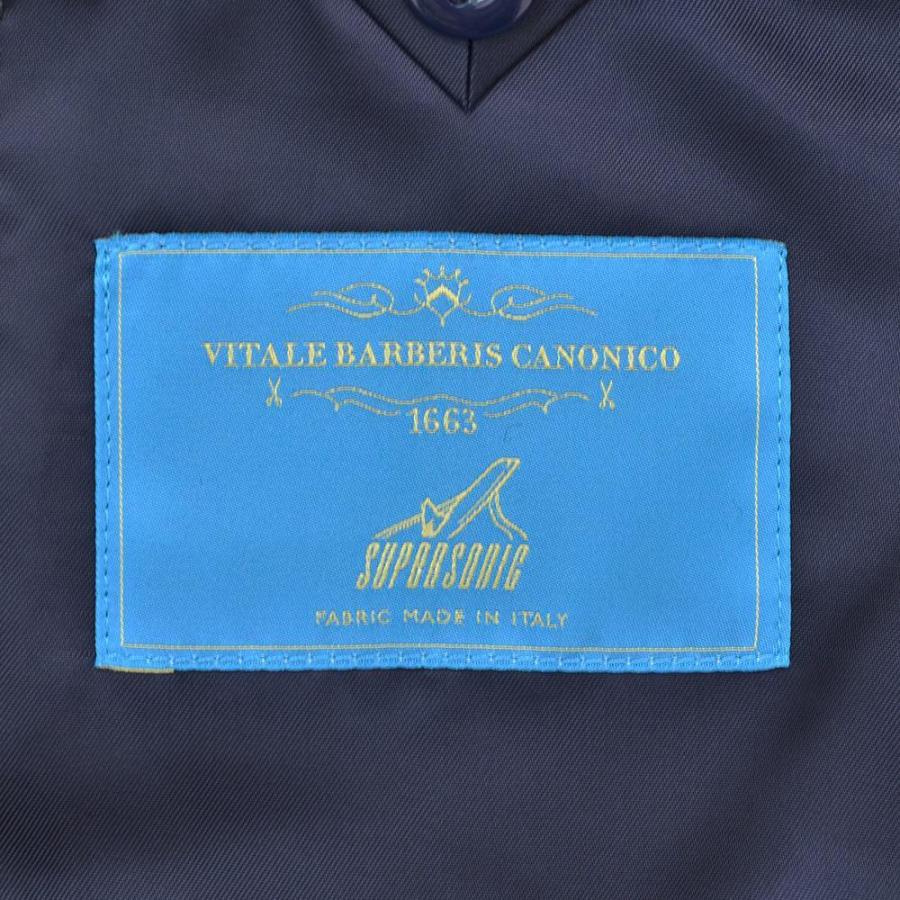 VITALE BARBERIS CANONICO
1663
SUPERSONIC
FABRIC MADE IN ITALY